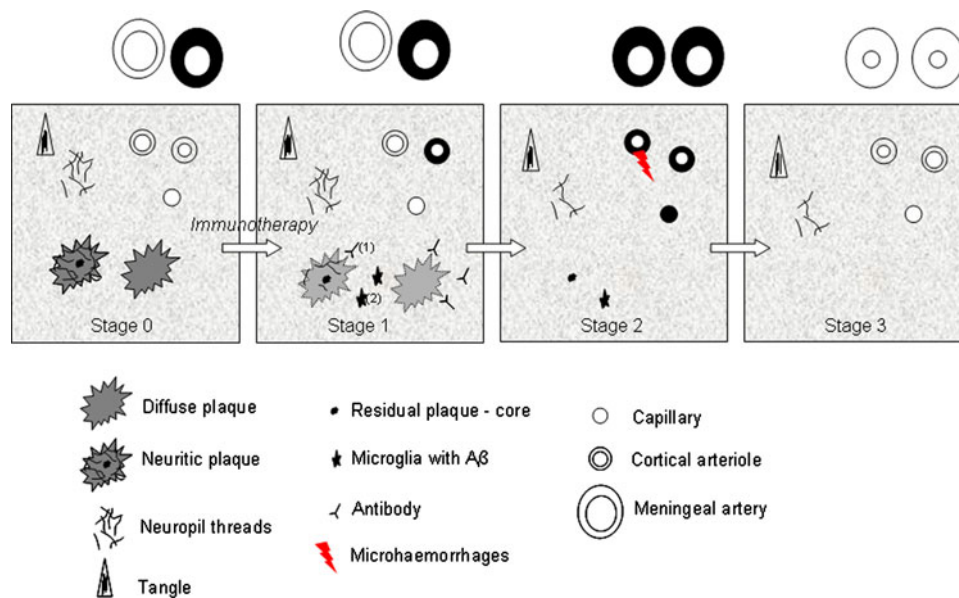 Immunotherapy
(1)
(2)
Stage 0
Stage 1
Stage 2
Stage 3
Diffuse plaque
Residual plaque - core
Capillary
Neuritic plaque
Microglia with Aβ
Cortical arteriole
Neuropil threads
Antibody
Meningeal artery
Microhaemorrhages
Tangle